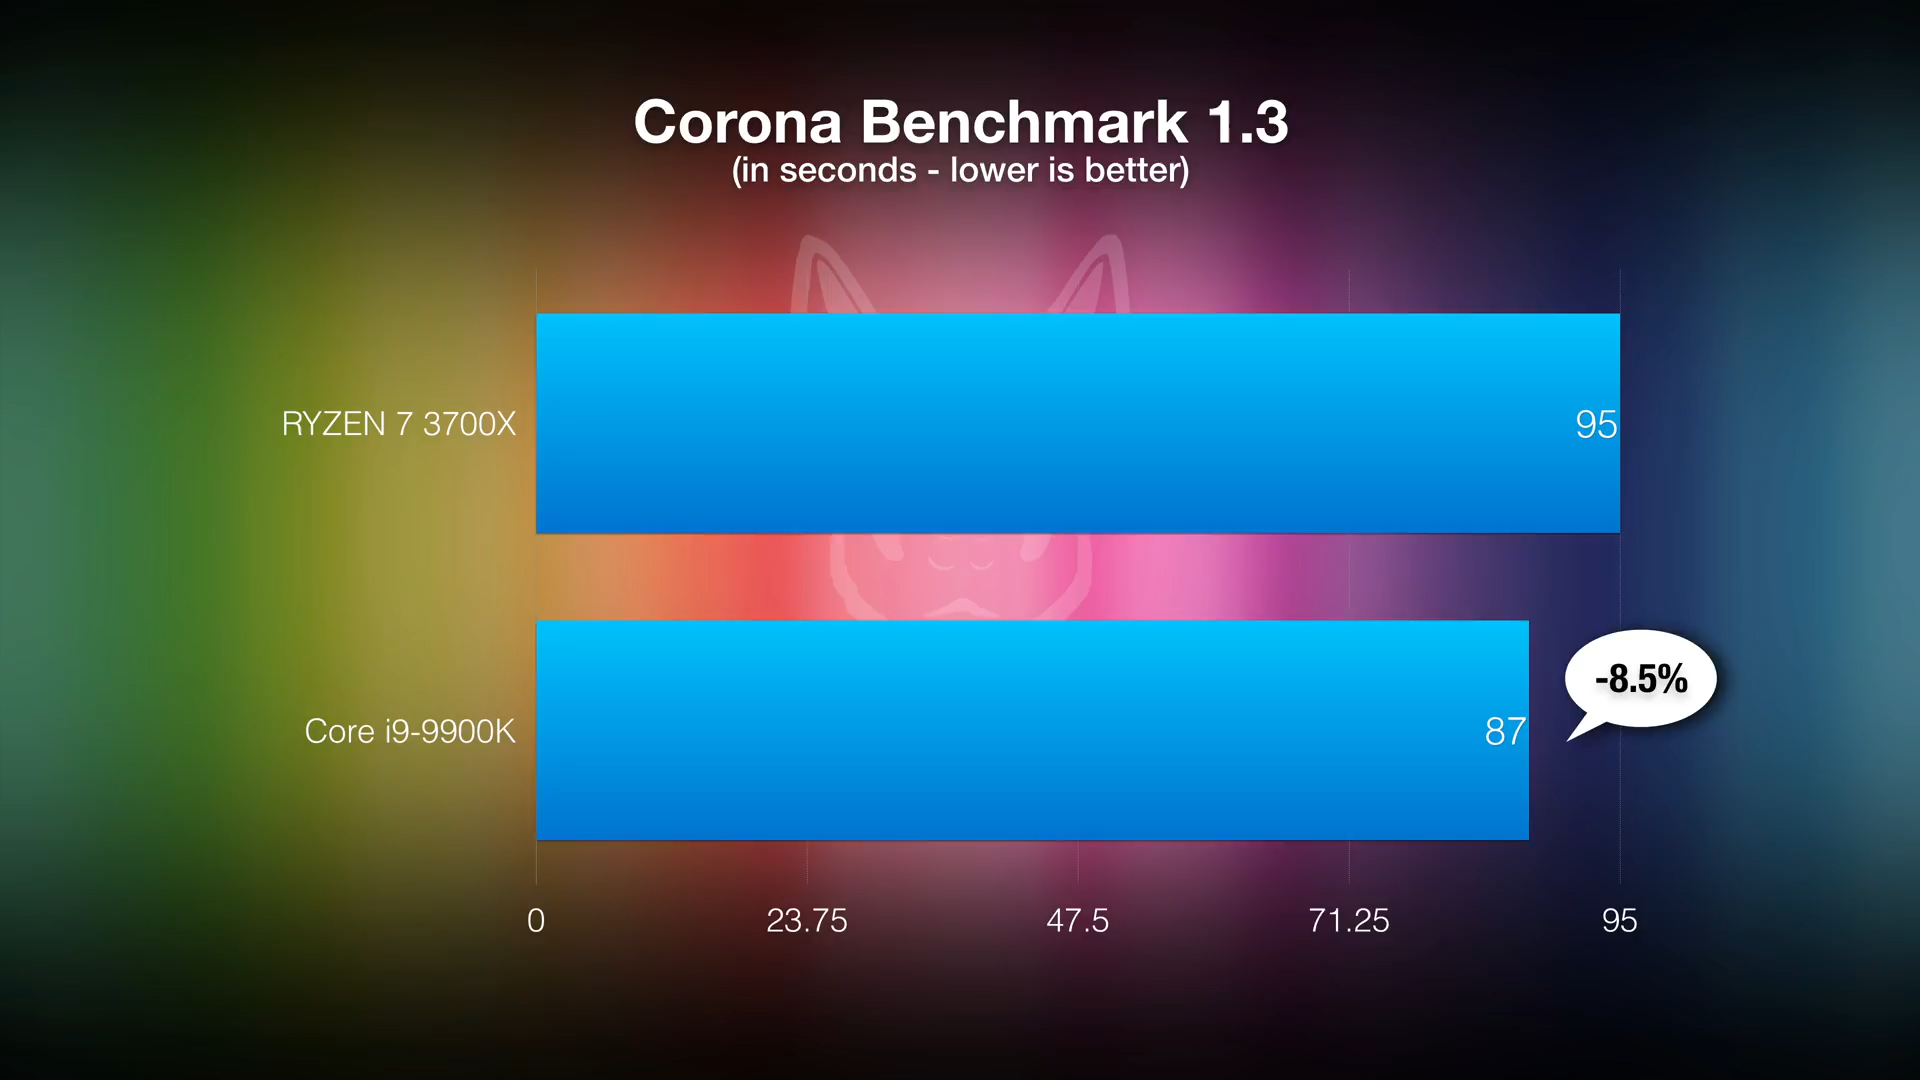 Corona Benchmark 1.3
(in seconds - lower is better)
RYZEN 7 3700X
95
-8.5%
Core i9-9900K
87
0
23.75
47.5
71.25
95